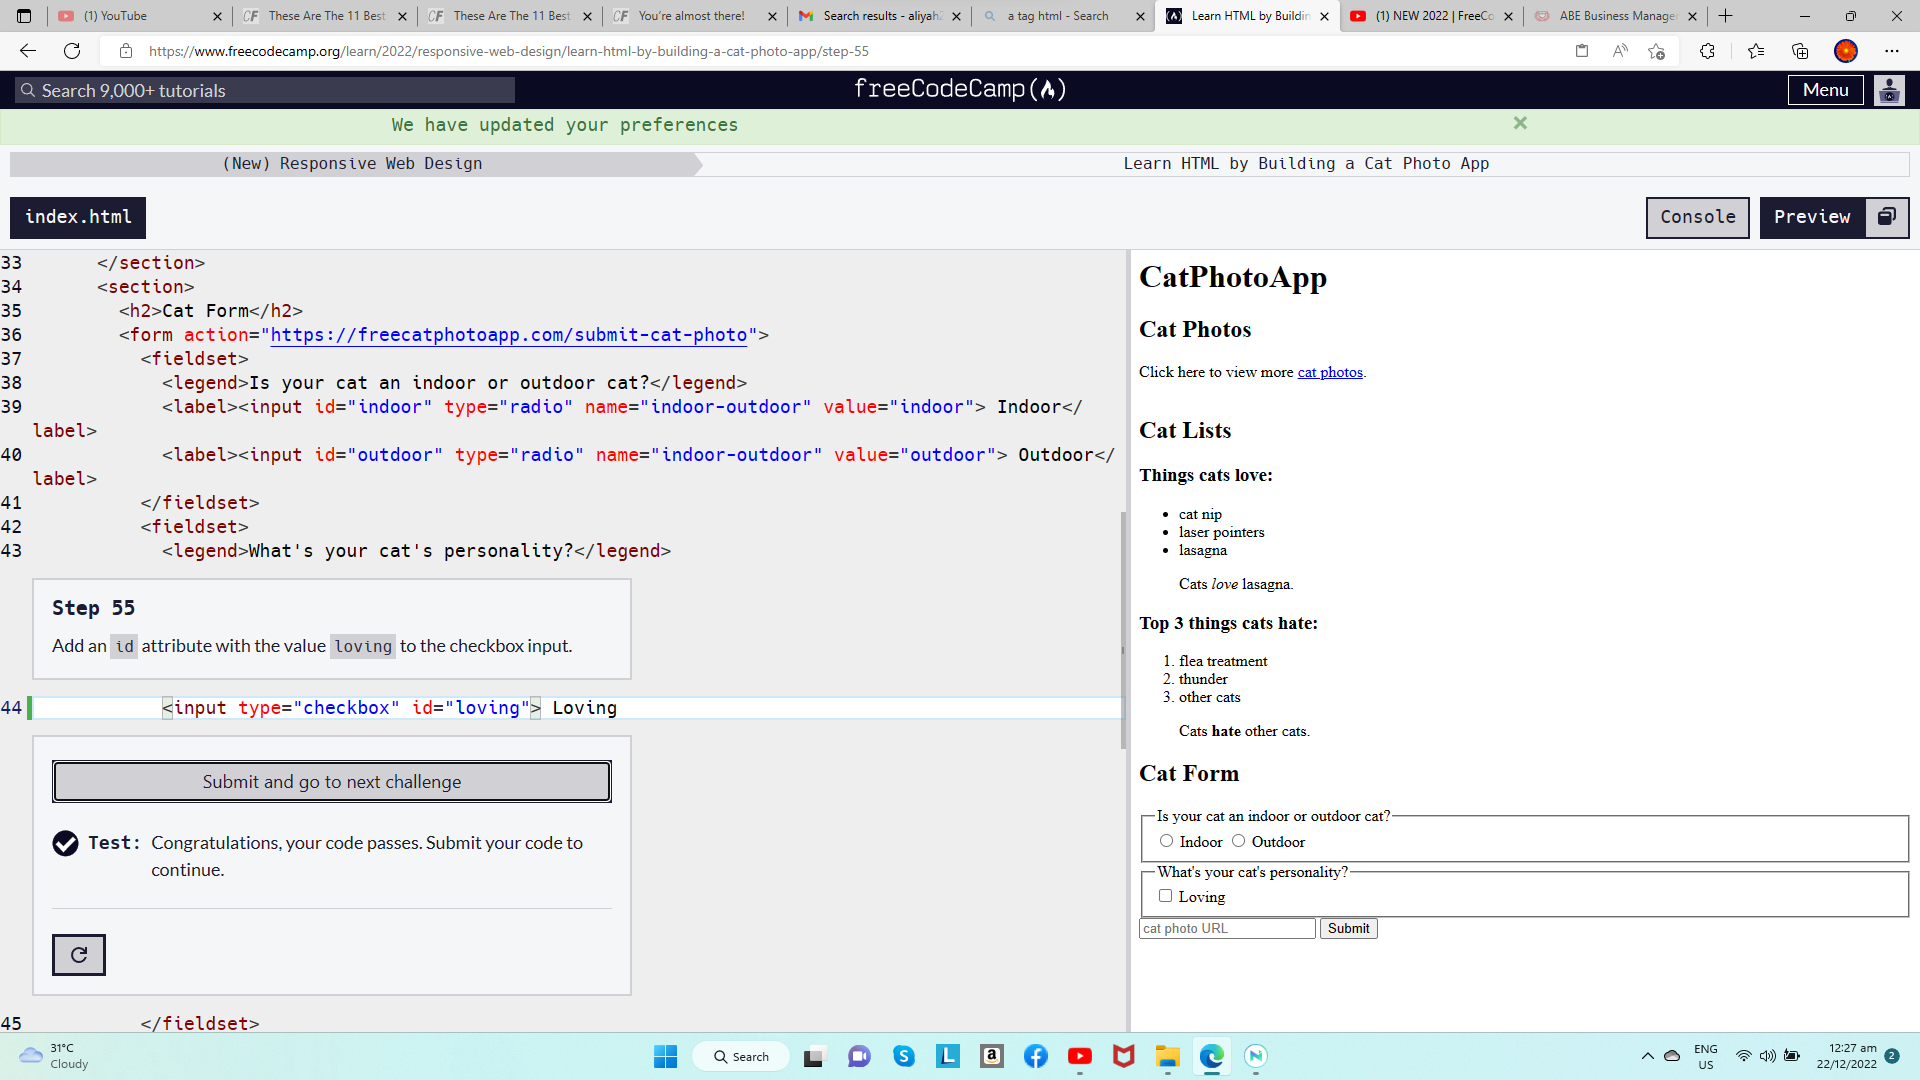 (1) YouTube
These Are The 11 Best
These Are The 11 Best
You're almost there!
Search results - aliyah2
a tag html - Search
Learn HTML by Buildin
(1) NEW 2022 | FreeCo
ABE Business Manage
https://www.freecodecamp.org/learn/2022/responsive-web-design/learn-html-by-building-a-cat-photo-app/step-55
Search 9,000+ tutorials
freeCodeCamp
Menu
We have updated your preferences
(New) Responsive Web Design
Learn HTML by Building a Cat Photo App
index.html
Console
Preview
33 </section>
34 <section>
35 <h2>Cat Form</h2>
36 <form action="https://freecatphotoapp.com/submit-cat-photo">
37 <fieldset>
38 <legend>Is your cat an indoor or outdoor cat?</legend>
39 <label><input id="indoor" type="radio" name="indoor-outdoor" value="indoor"> Indoor</
label>
40 <label><input id="outdoor" type="radio" name="indoor-outdoor" value="outdoor"> Outdoor</
label>
41 </fieldset>
42 <fieldset>
43 <legend>What's your cat's personality?</legend>
Step 55
Add an id attribute with the value loving to the checkbox input.
44 <input type="checkbox" id="loving"> Loving
Submit and go to next challenge
Test: Congratulations, your code passes. Submit your code to
continue.
45 </fieldset>
CatPhotoApp
Cat Photos
Click here to view more cat photos.
Cat Lists
Things cats love:
• cat nip
• laser pointers
• lasagna
Cats love lasagna.
Top 3 things cats hate:
1. flea treatment
2. thunder
3. other cats
Cats hate other cats.
Cat Form
Is your cat an indoor or outdoor cat?
Indoor Outdoor
What's your cat's personality?
Loving
cat photo URL Submit
31°C
Cloudy
Search
ENG
US
12:27 am
22/12/2022
2